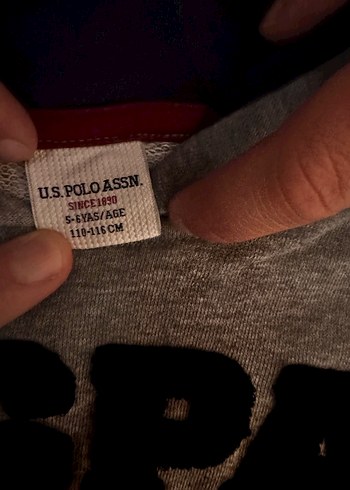 U.S. POLO ASSN.
SINCE 1890
5-6YAS/AGE
110-116 CM